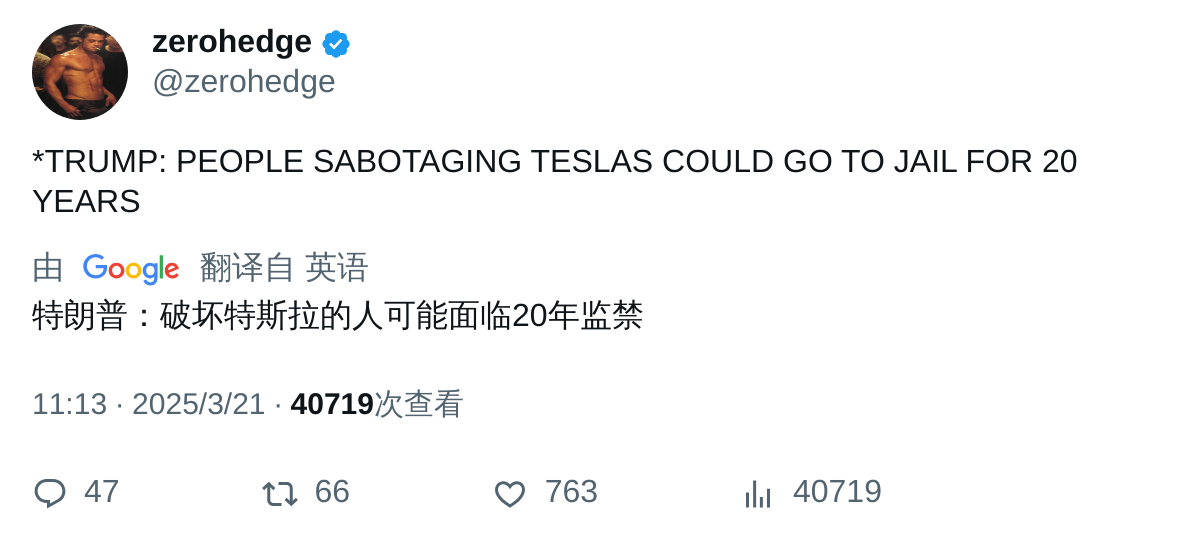 zerohedge
@zerohedge
*TRUMP: PEOPLE SABOTAGING TESLAS COULD GO TO JAIL FOR 20
YEARS
由 Google 翻译自 英语
特朗普：破坏特斯拉的人可能面临20年监禁
11:13 · 2025/3/21 · 40719次查看
47 66 763 40719